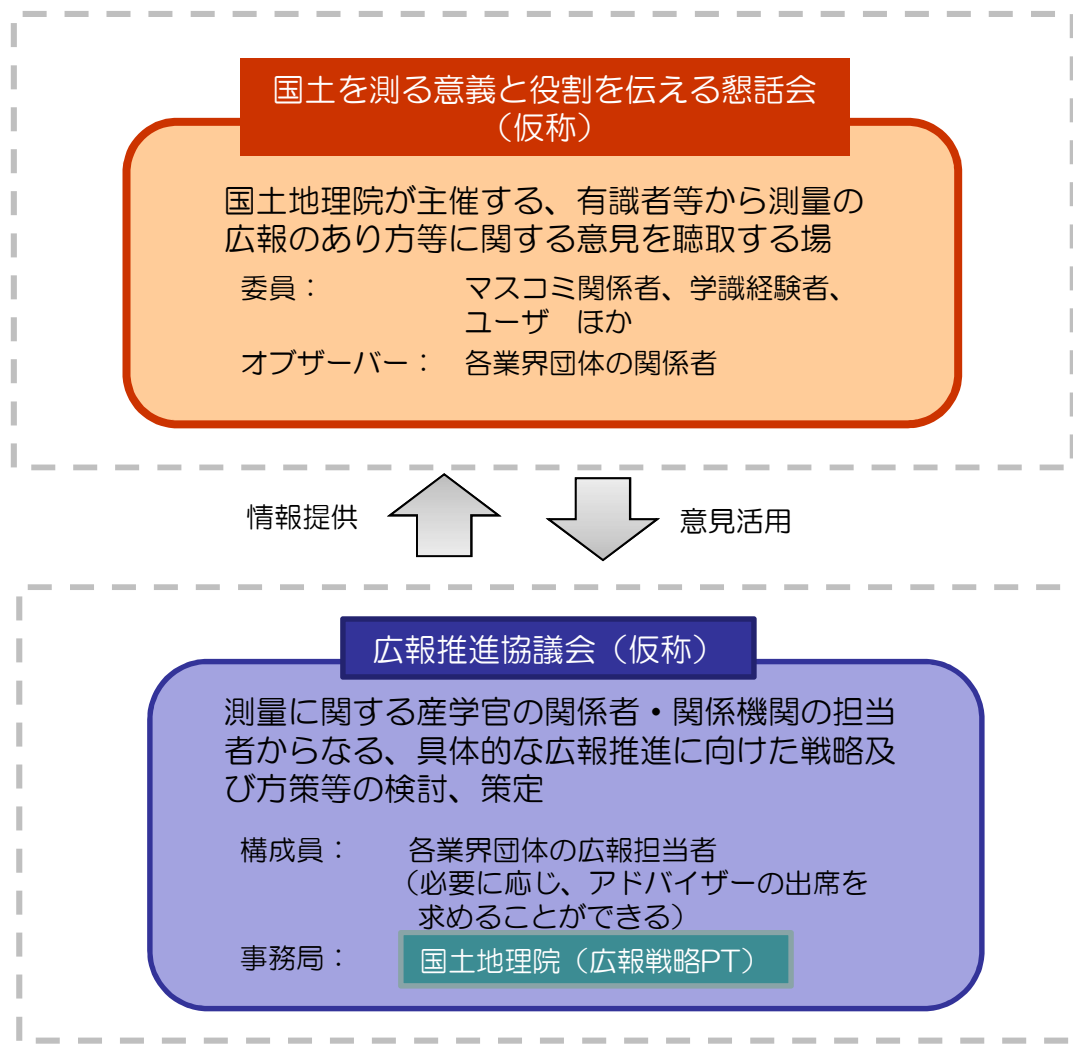 国土を測る意義と役割を伝える懇話会
（仮称）
国土地理院が主催する、有識者等から測量の
広報のあり方等に関する意見を聴取する場
委員：　マスコミ関係者、学識経験者、
ユーザ　ほか
オブザーバー：　各業界団体の関係者
情報提供
意見活用
広報推進協議会（仮称）
測量に関する産学官の関係者・関係機関の担当
者からなる、具体的な広報推進に向けた戦略及
び方策等の検討、策定
構成員：　各業界団体の広報担当者
（必要に応じ、アドバイザーの出席を
求めることができる）
事務局：　国土地理院（広報戦略PT）